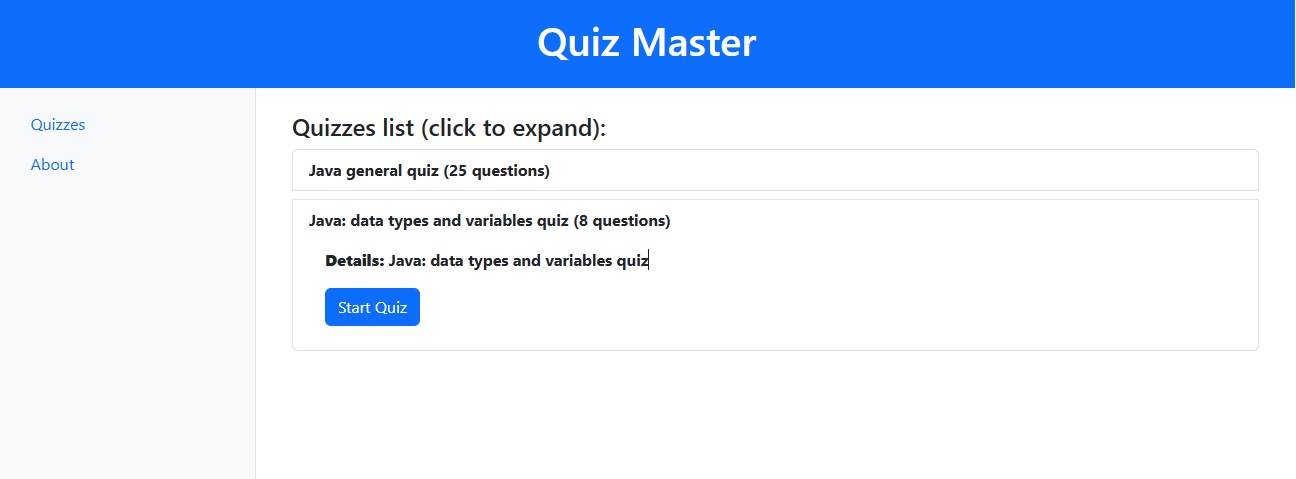 Quiz Master
Quizzes
About
Quizzes list (click to expand):
Java general quiz (25 questions)
Java: data types and variables quiz (8 questions)
Details: Java: data types and variables quiz
Start Quiz